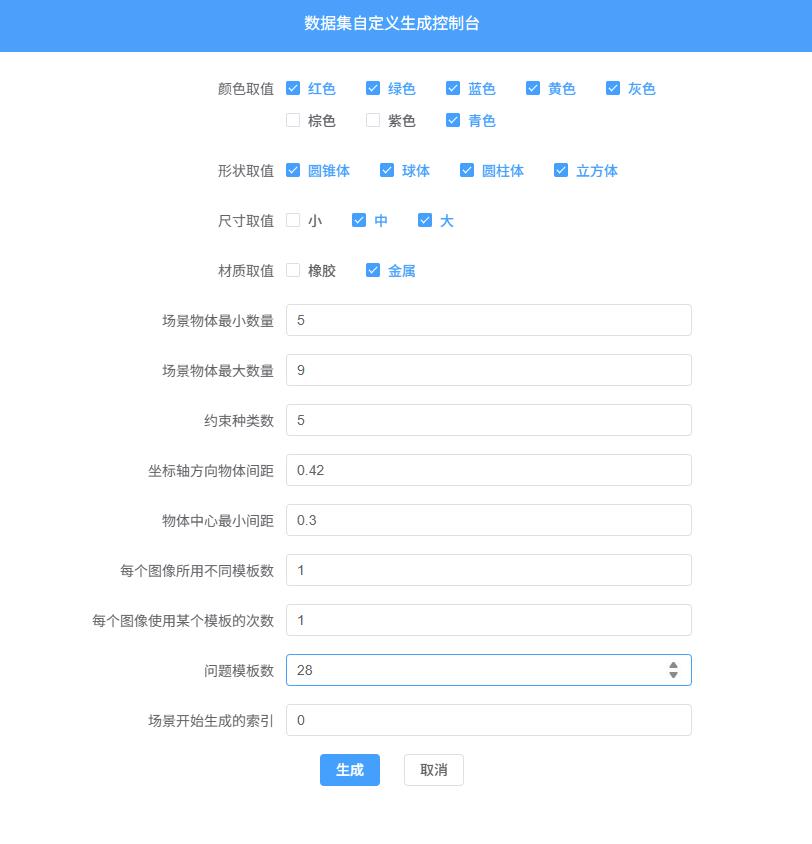 数据集自定义生成控制台
颜色取值 红色 绿色 蓝色 黄色 灰色
棕色 紫色 青色
形状取值 圆锥体 球体 圆柱体 立方体
尺寸取值 小 中 大
材质取值 橡胶 金属
场景物体最小数量 5
场景物体最大数量 9
约束种类数 5
坐标轴方向物体间距 0.42
物体中心最小间距 0.3
每个图像所用不同模板数 1
每个图像使用某个模板的次数 1
问题模板数 28
场景开始生成的索引 0
生成 取消